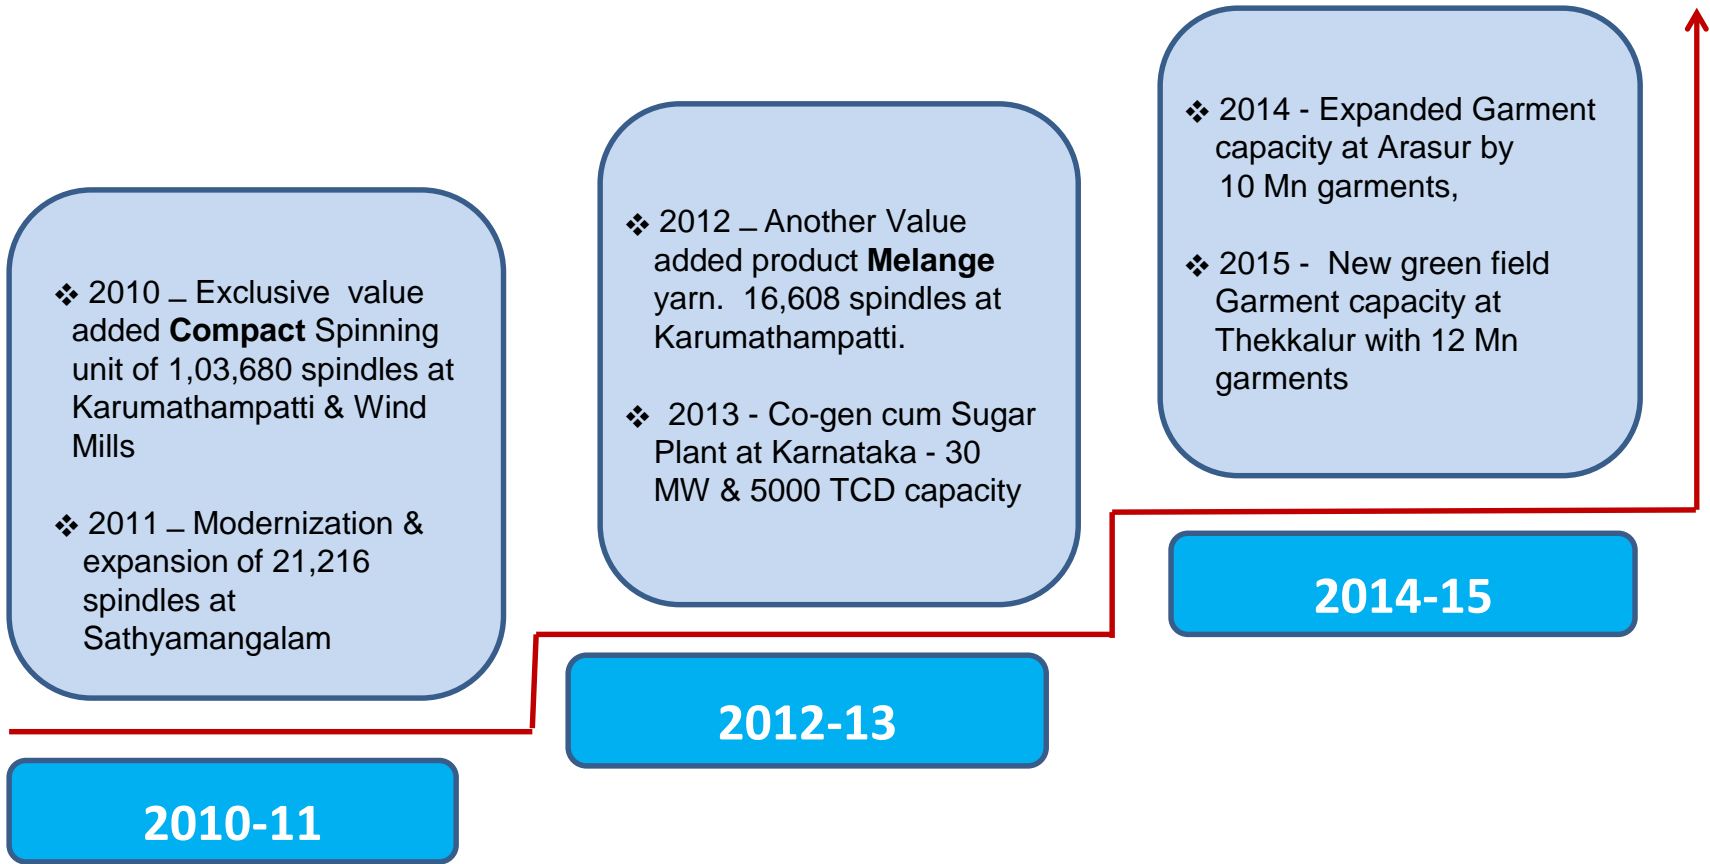 ❖ 2010 – Exclusive value
added Compact Spinning
unit of 1,03,680 spindles at
Karumathampatti & Wind
Mills
❖ 2011 – Modernization &
expansion of 21,216
spindles at
Sathyamangalam
2010-11
❖ 2012 – Another Value
added product Melange
yarn. 16,608 spindles at
Karumathampatti.
❖ 2013 - Co-gen cum Sugar
Plant at Karnataka - 30
MW & 5000 TCD capacity
2012-13
❖ 2014 - Expanded Garment
capacity at Arasur by
10 Mn garments,
❖ 2015 - New green field
Garment capacity at
Thekkalur with 12 Mn
garments
2014-15